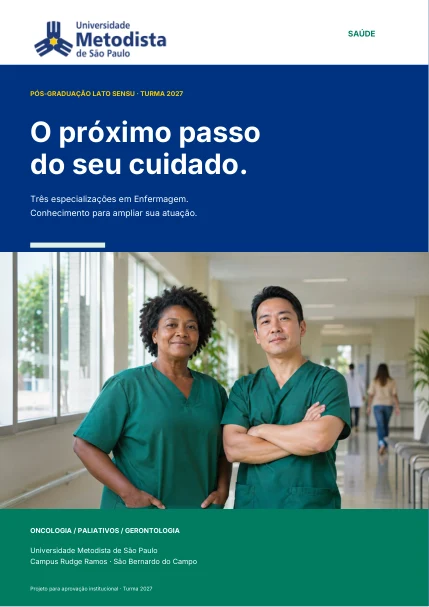 Universidade
Metodista
de São Paulo
SAÚDE
PÓS-GRADUAÇÃO LATO SENSU · TURMA 2027
O próximo passo
do seu cuidado.
Três especializações em Enfermagem.
Conhecimento para ampliar sua atuação.
ONCOLOGIA / PALIATIVOS / GERONTOLOGIA
Universidade Metodista de São Paulo
Campus Rudge Ramos · São Bernardo do Campo
Projeto para aprovação institucional · Turma 2027